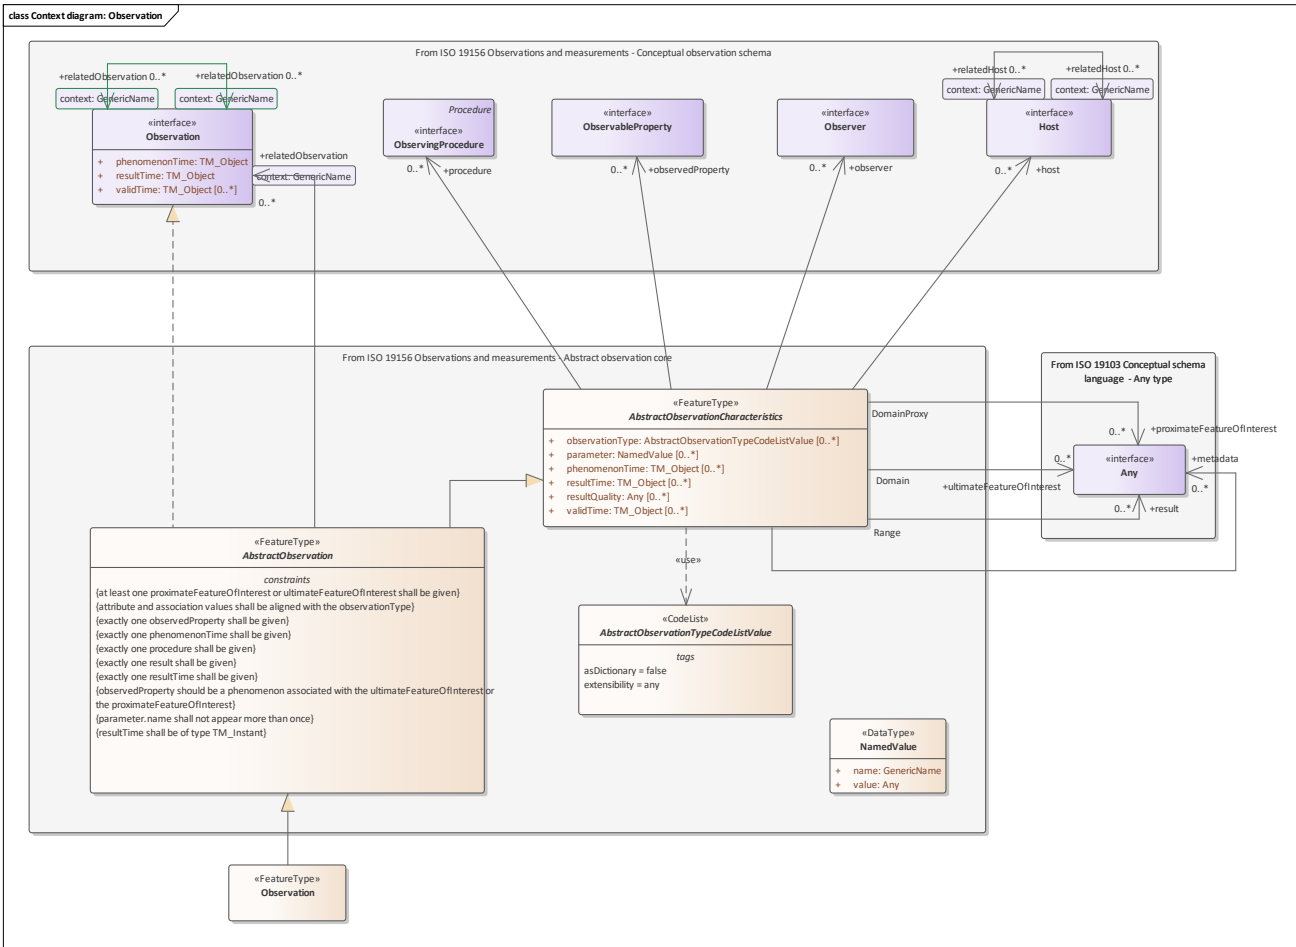 class Context diagram: Observation
From ISO 19156 Observations and measurements - Conceptual observation schema
+relatedObservation 0..*
+relatedObservation 0..*
context: GenericName
context: GenericName
«interface»
Observation
+ phenomenonTime: TM_Object
+ resultTime: TM_Object
+ validTime: TM_Object [0..*]
+relatedObservation
context: GenericName
0..*
Procedure
«interface»
ObservingProcedure
0..*
+procedure
«interface»
ObservableProperty
0..*
+observedProperty
«interface»
Observer
0..*
+observer
+relatedHost 0..*
+relatedHost 0..*
context: GenericName
context: GenericName
«interface»
Host
0..*
+host
From ISO 19156 Observations and measurements - Abstract observation core
«FeatureType»
AbstractObservationCharacteristics
+ observationType: AbstractObservationTypeCodeListValue [0..*]
+ parameter: NamedValue [0..*]
+ phenomenonTime: TM_Object [0..*]
+ resultTime: TM_Object [0..*]
+ resultQuality: Any [0..*]
+ validTime: TM_Object [0..*]
From ISO 19103 Conceptual schema
language - Any type
DomainProxy
0..*
+proximateFeatureOfInterest
«interface»
Any
0..*
+metadata
Domain
+ultimateFeatureOfInterest
0..*
0..*
+result
Range
«use»
«FeatureType»
AbstractObservation
constraints
{at least one proximateFeatureOfInterest or ultimateFeatureOfInterest shall be given}
{attribute and association values shall be aligned with the observationType}
{exactly one observedProperty shall be given}
{exactly one phenomenonTime shall be given}
{exactly one procedure shall be given}
{exactly one result shall be given}
{exactly one resultTime shall be given}
{observedProperty should be a phenomenon associated with the ultimateFeatureOfInterest or
the proximateFeatureOfInterest}
{parameter.name shall not appear more than once}
{resultTime shall be of type TM_Instant}
«CodeList»
AbstractObservationTypeCodeListValue
tags
asDictionary = false
extensibility = any
«DataType»
NamedValue
+ name: GenericName
+ value: Any
«FeatureType»
Observation